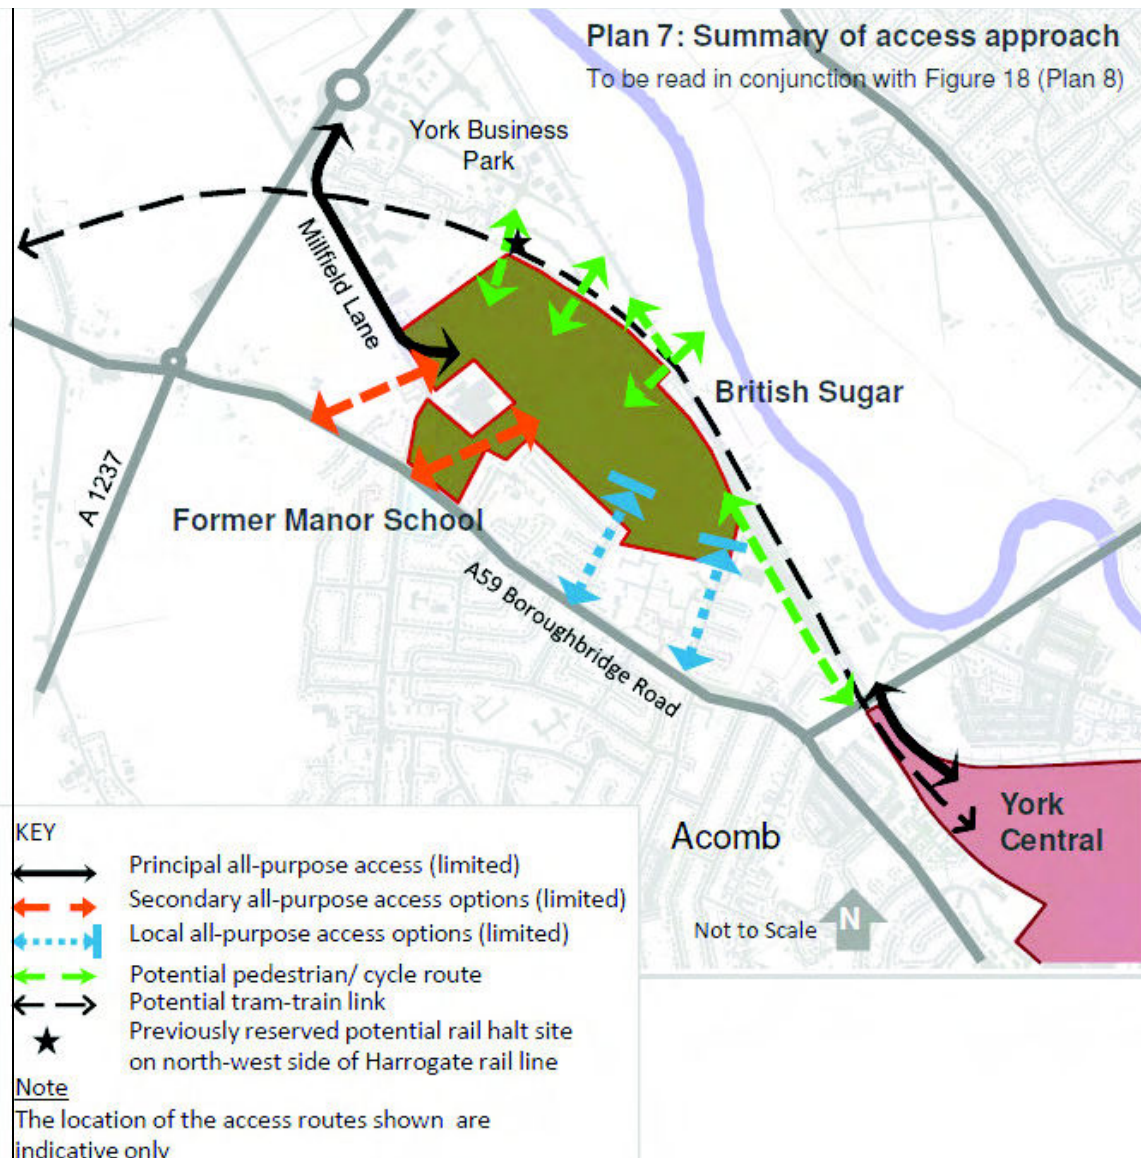 Plan 7: Summary of access approach
To be read in conjunction with Figure 18 (Plan 8)
York Business
Park
Millfield Lane
British Sugar
A 1237
Former Manor School
A59 Boroughbridge Road
York
Central
Acomb
Not to Scale
N
KEY
Principal all-purpose access (limited)
Secondary all-purpose access options (limited)
Local all-purpose access options (limited)
Potential pedestrian/ cycle route
Potential tram-train link
Previously reserved potential rail halt site
on north-west side of Harrogate rail line
Note
The location of the access routes shown are
indicative only